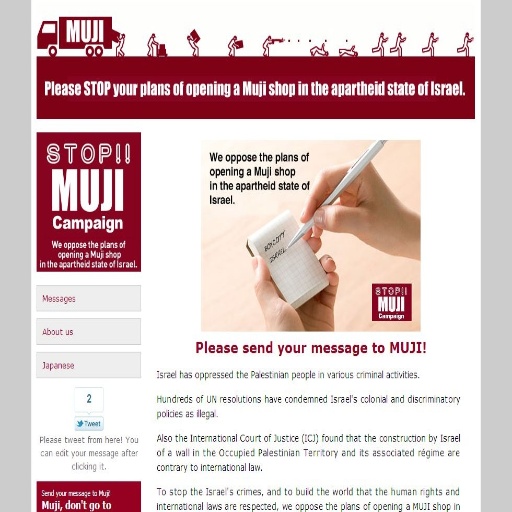 MUJI
Please STOP your plans of opening a Muji shop in the apartheid state of Israel.
STOP!!
MUJI
Campaign
We oppose the plans of
opening a Muji shop
in the apartheid state of Israel.
Messages
About us
Japanese
2
Tweet
Please tweet from here! You
can edit your message after
clicking it.
Send your message to Muji!
Muji, don't go to
We oppose the plans of
opening a Muji shop
in the apartheid state of
Israel.
BOYCOTT
ISRAEL
STOP!!
MUJI
Campaign
Please send your message to MUJI!
Israel has oppressed the Palestinian people in various criminal activities.
Hundreds of UN resolutions have condemned Israel's colonial and discriminatory
policies as illegal.
Also the International Court of Justice (ICJ) found that the construction by Israel
of a wall in the Occupied Palestinian Territory and its associated régime are
contrary to international law.
To stop the Israel's crimes, and to build the world that the human rights and
international laws are respected, we oppose the plans of opening a MUJI shop in